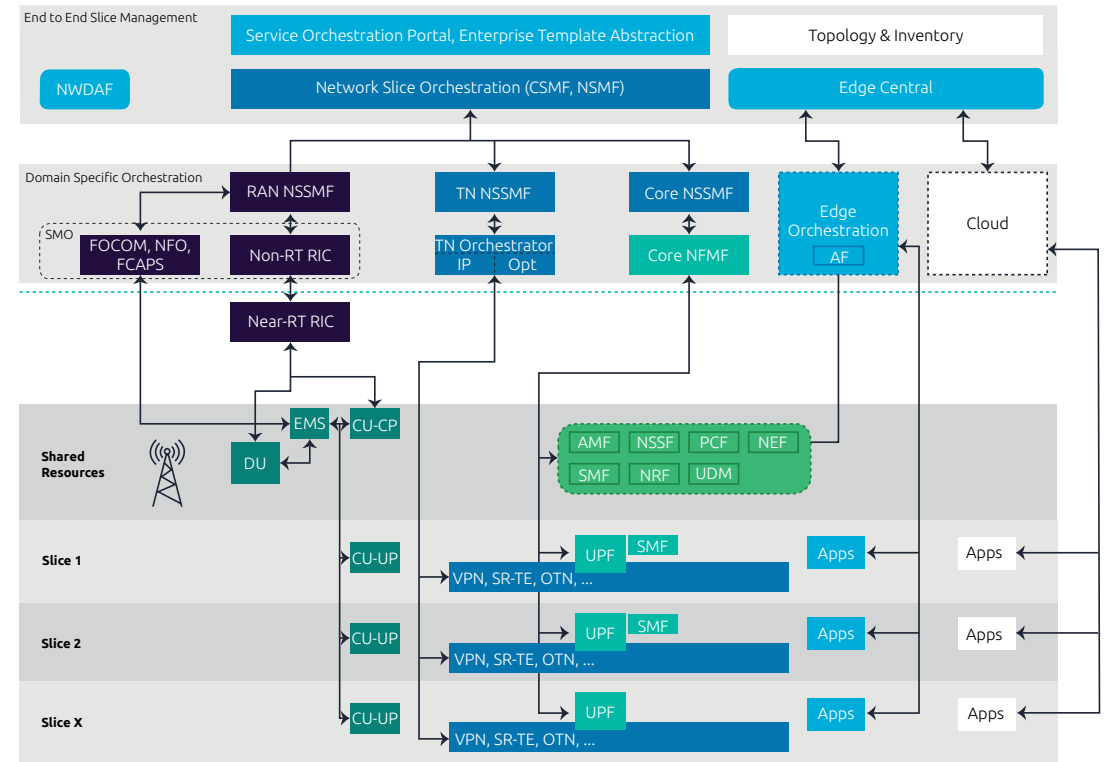 End to End Slice Management
Service Orchestration Portal, Enterprise Template Abstraction
Topology & Inventory
NWDAF
Network Slice Orchestration (CSMF, NSMF)
Edge Central
Domain Specific Orchestration
RAN NSSMF
TN NSSMF
Core NSSMF
Edge
Orchestration
AF
Cloud
SMO
FOCOM, NFO,
FCAPS
Non-RT RIC
TN Orchestrator
IP
Opt
Core NFMF
Near-RT RIC
Shared
Resources
EMS
CU-CP
DU
AMF
NSSF
PCF
NEF
SMF
NRF
UDM
Slice 1
CU-UP
UPF
SMF
VPN, SR-TE, OTN, ...
Apps
Apps
Slice 2
CU-UP
UPF
SMF
VPN, SR-TE, OTN, ...
Apps
Apps
Slice X
CU-UP
UPF
VPN, SR-TE, OTN, ...
Apps
Apps